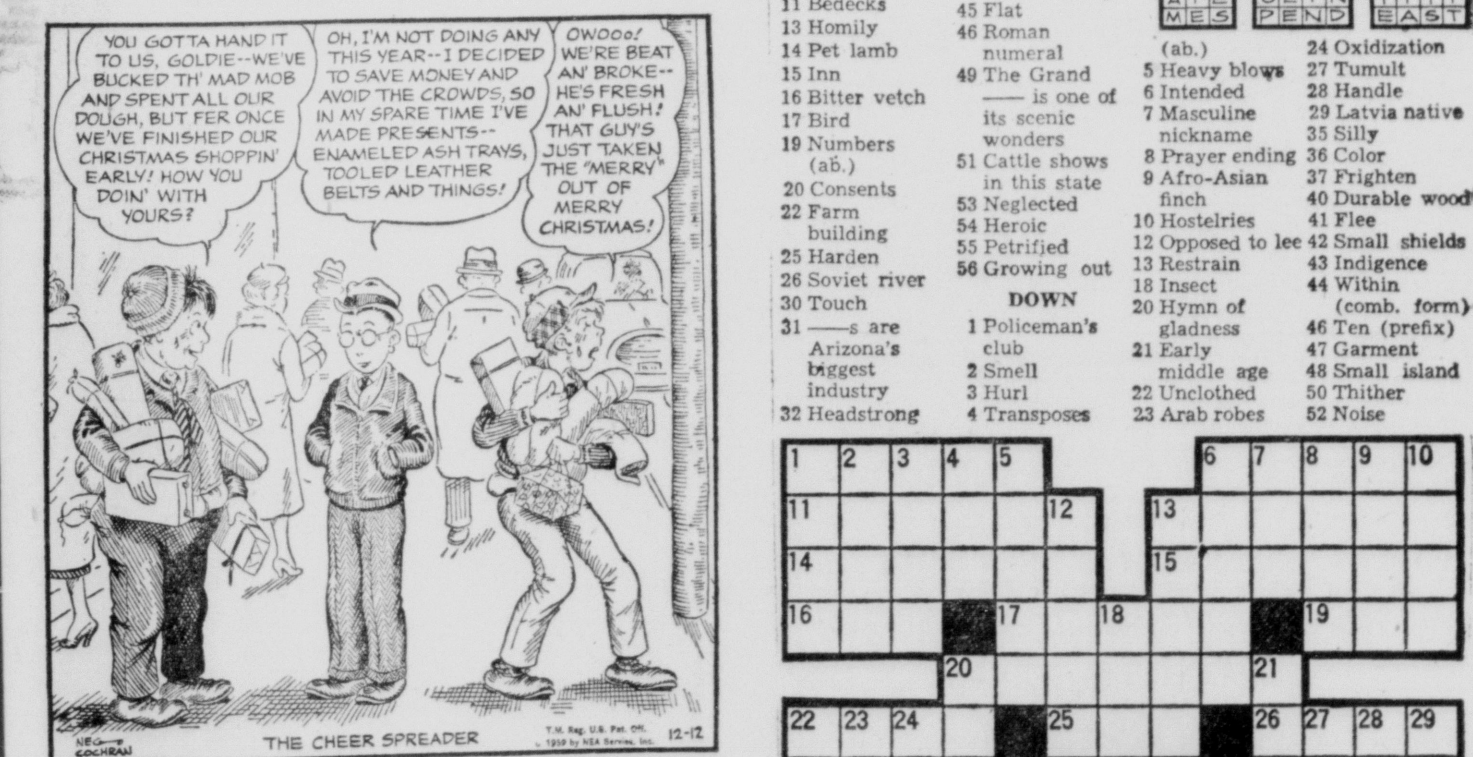 YOU GOTTA HAND IT
TO US, GOLDIE--WE'VE
BUCKED TH' MAD MOB
AND SPENT ALL OUR
DOUGH, BUT FER ONCE
WE'VE FINISHED OUR
CHRISTMAS SHOPPIN'
EARLY! HOW YOU
DOIN' WITH
YOURS?
OH, I'M NOT DOING ANY
THIS YEAR--I DECIDED
TO SAVE MONEY AND
AVOID THE CROWDS, SO
IN MY SPARE TIME I'VE
MADE PRESENTS--
ENAMELED ASH TRAYS,
TOOLED LEATHER
BELTS AND THINGS!
OWOOO!
WE'RE BEAT
AN' BROKE--
HE'S FRESH
AN' FLUSH!
THAT GUY'S
JUST TAKEN
THE "MERRY"
OUT OF
MERRY
CHRISTMAS!
NEG
COCHRAN
THE CHEER SPREADER
T.M. Reg. U.S. Pat. Off.
1959 by NEA Service, Inc.
12-12
11 Bedecks
13 Homily
14 Pet lamb
15 Inn
16 Bitter vetch
17 Bird
19 Numbers
(ab.)
20 Consents
22 Farm
building
25 Harden
26 Soviet river
30 Touch
31 ——s are
Arizona's
biggest
industry
32 Headstrong
45 Flat
46 Roman
numeral
49 The Grand
—— is one of
its scenic
wonders
51 Cattle shows
in this state
53 Neglected
54 Heroic
55 Petrified
56 Growing out
DOWN
1 Policeman's
club
2 Smell
3 Hurl
4 Transposes
MES
PEND
EAST
(ab.)
5 Heavy blows
6 Intended
7 Masculine
nickname
8 Prayer ending
9 Afro-Asian
finch
10 Hostelries
12 Opposed to lee
13 Restrain
18 Insect
20 Hymn of
gladness
21 Early
middle age
22 Unclothed
23 Arab robes
24 Oxidization
27 Tumult
28 Handle
29 Latvia native
35 Silly
36 Color
37 Frighten
40 Durable wood
41 Flee
42 Small shields
43 Indigence
44 Within
(comb. form)
46 Ten (prefix)
47 Garment
48 Small island
50 Thither
52 Noise
1 2 3 4 5 6 7 8 9 10
11 12 13
14 15
16 17 18 19
20 21
22 23 24 25 26 27 28 29